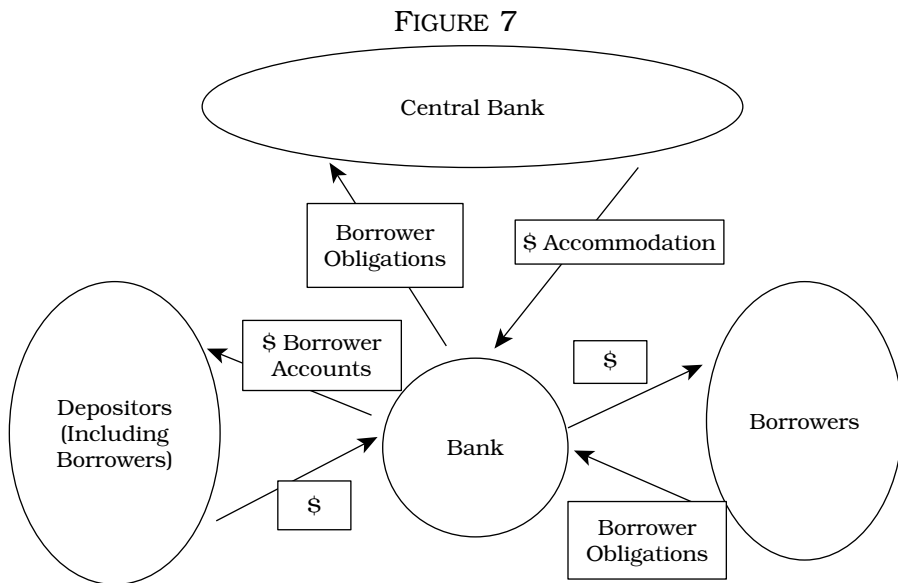 FIGURE 7
Central Bank
Borrower
Obligations
$ Accommodation
$ Borrower
Accounts
$
Depositors
(Including
Borrowers)
Bank
Borrowers
$
Borrower
Obligations